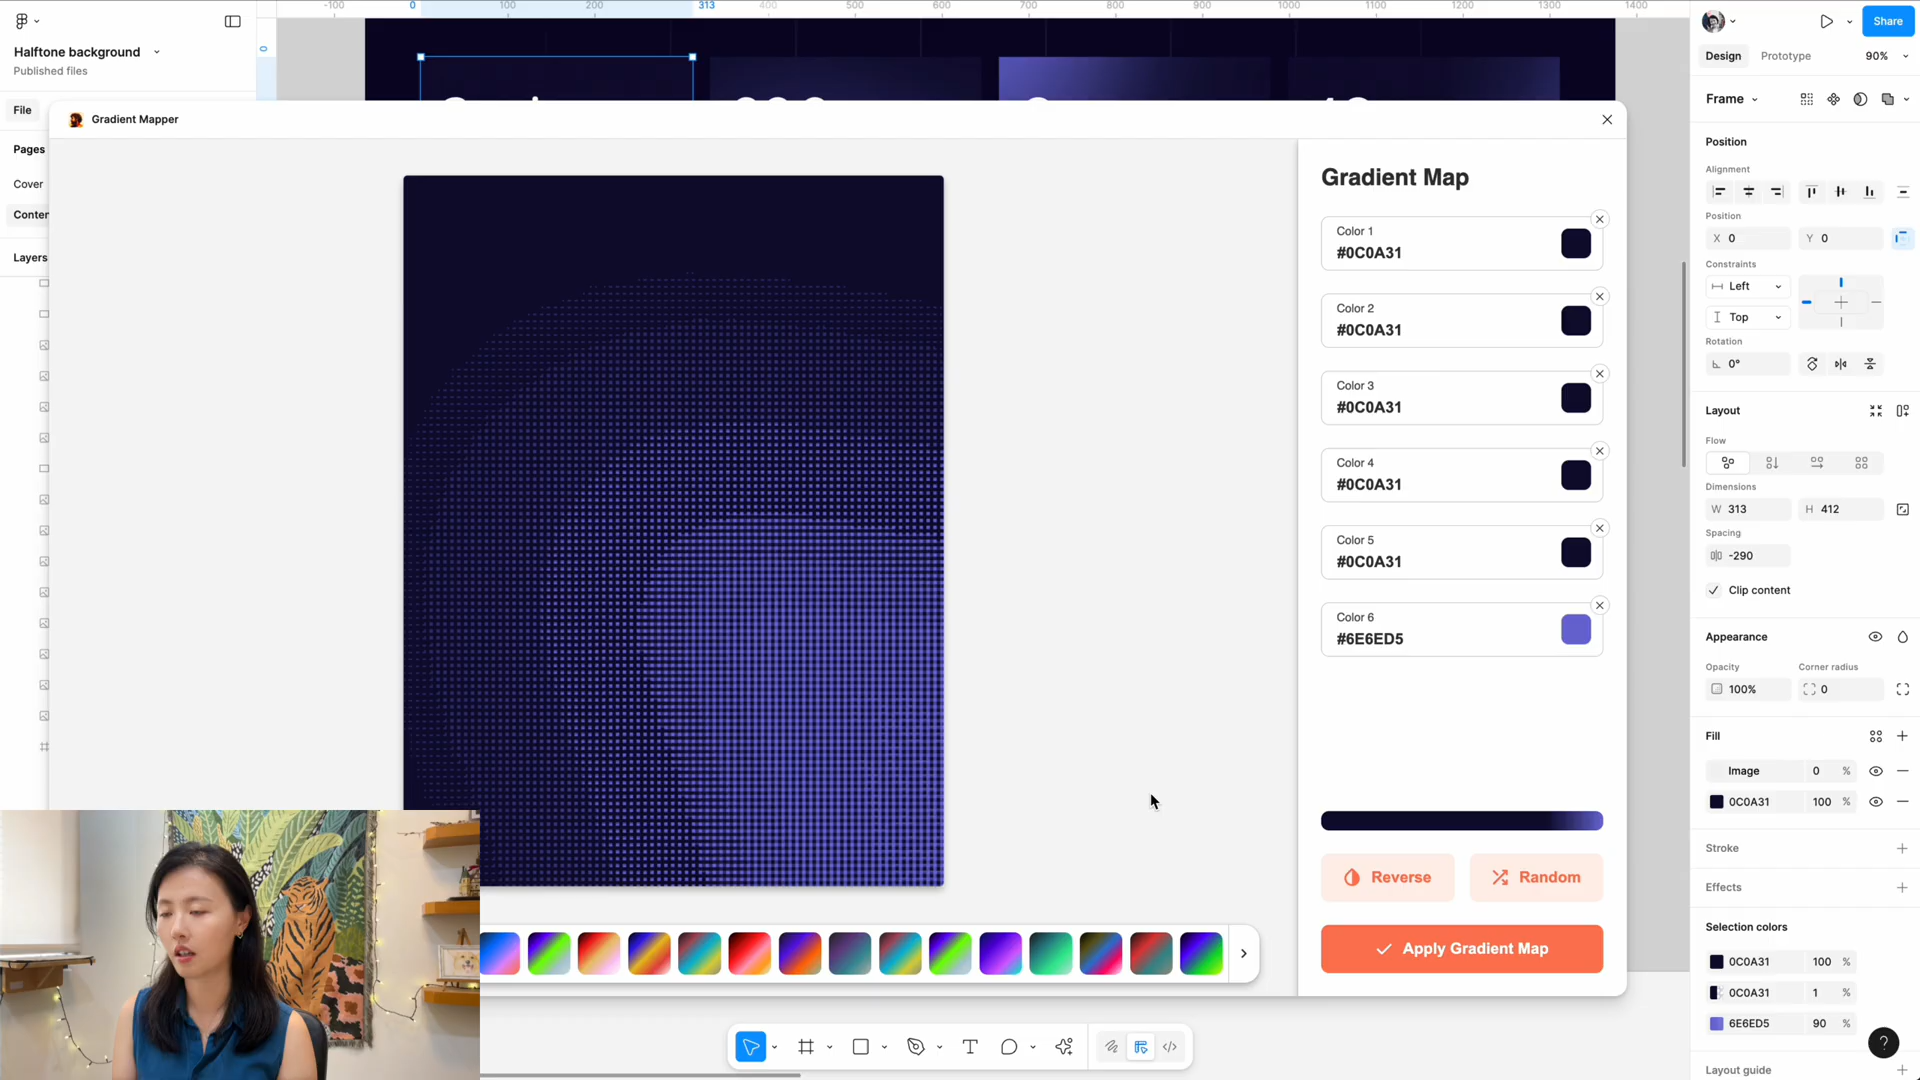 -100 0 100 200 313 400 500 600 700 800 900 1000 1100 1200 1300 1400
0
Halftone background
Published files
File
Pages
Cover
Layers
Gradient Mapper
Gradient Map
Color 1
#0C0A31
Color 2
#0C0A31
Color 3
#0C0A31
Color 4
#0C0A31
Color 5
#0C0A31
Color 6
#6E6ED5
Reverse
Random
Apply Gradient Map
Share
Design
Prototype
90%
Frame
Position
Alignment
Position
X 0
Y 0
Constraints
Left
Top
Rotation
0°
Layout
Flow
Dimensions
W 313
H 412
Spacing
-290
Clip content
Appearance
Opacity
Corner radius
100%
0
Fill
Image 0 %
0C0A31 100 %
Stroke
Effects
Selection colors
0C0A31 100 %
0C0A31 1 %
6E6ED5 90 %
Layout guide
?